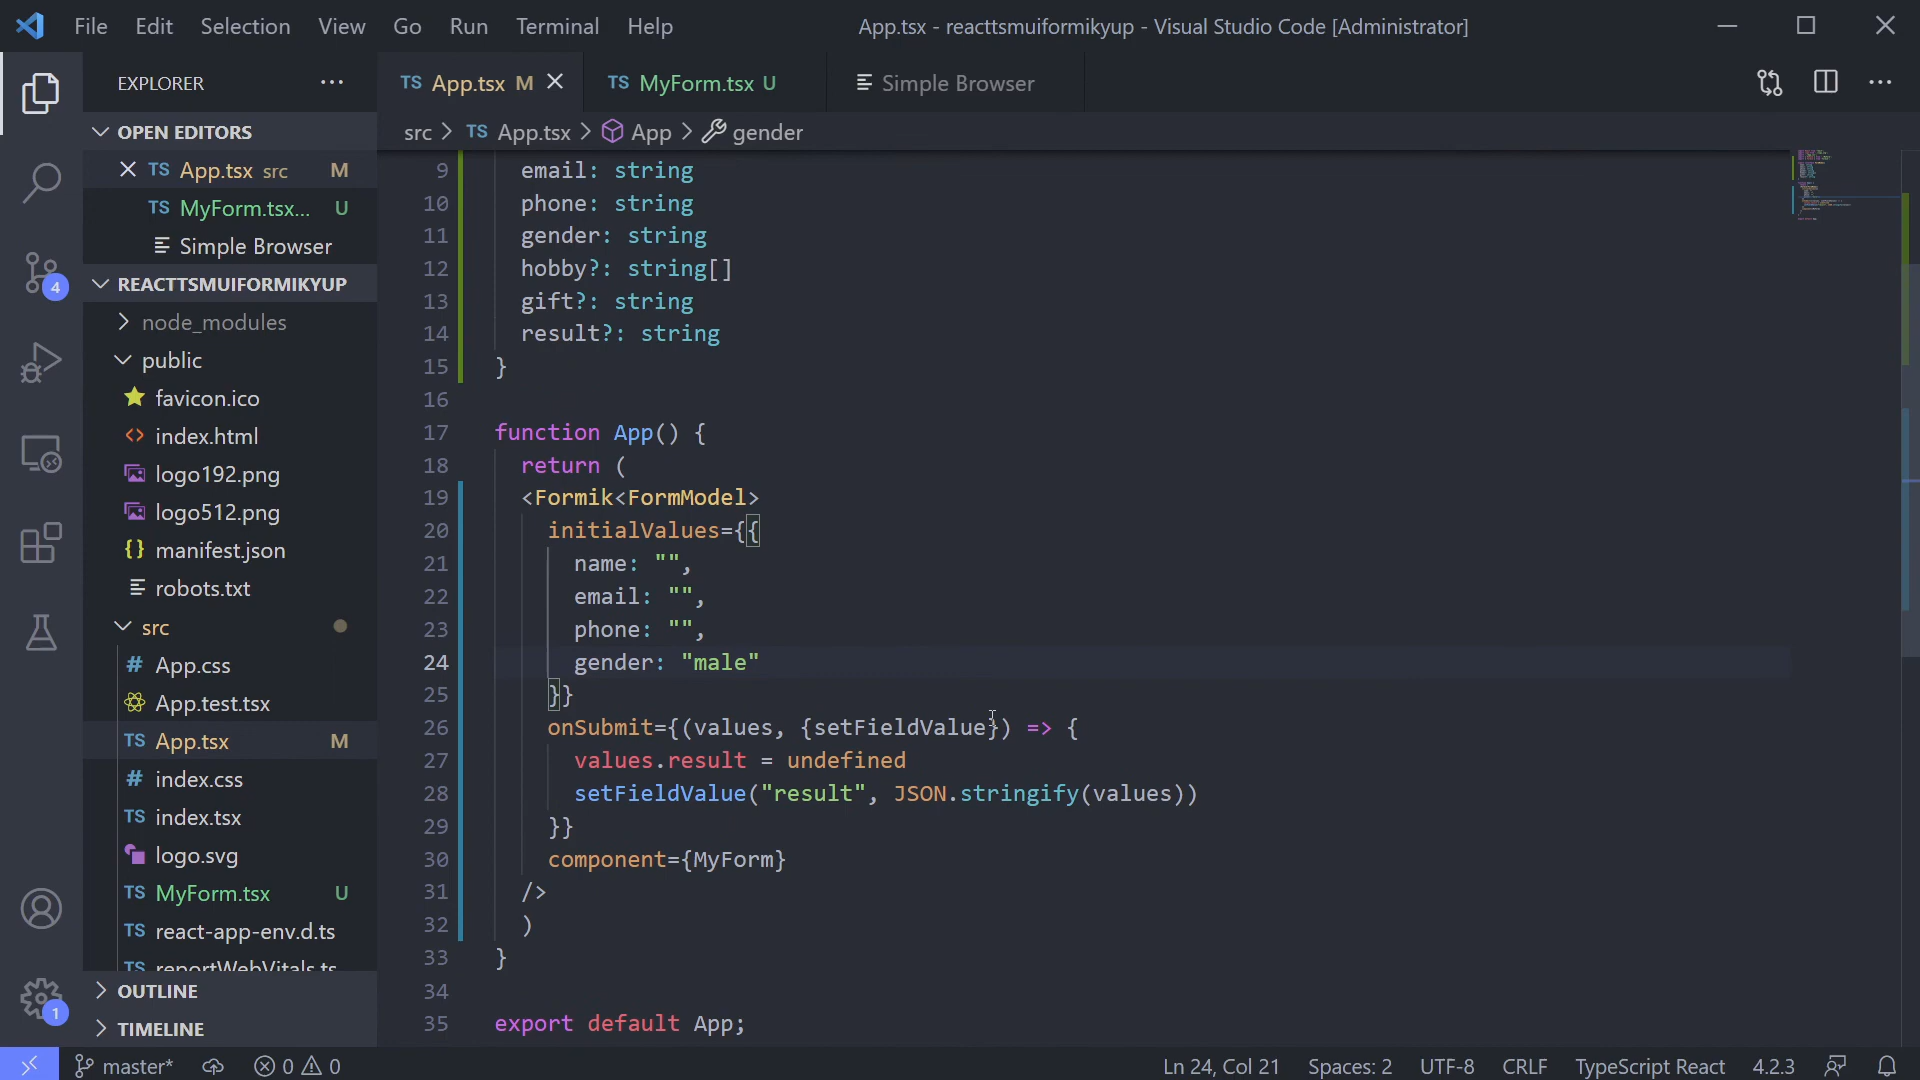 File Edit Selection View Go Run Terminal Help App.tsx - reacttsmuiformikyup - Visual Studio Code [Administrator]
EXPLORER
TS App.tsx M
TS MyForm.tsx U
Simple Browser
OPEN EDITORS
src > TS App.tsx > App > gender
TS App.tsx src M
TS MyForm.tsx... U
Simple Browser
REACTTSMUIFORMIKYUP
node_modules
public
favicon.ico
index.html
logo192.png
logo512.png
manifest.json
robots.txt
src
App.css
App.test.tsx
TS App.tsx M
index.css
TS index.tsx
logo.svg
TS MyForm.tsx U
TS react-app-env.d.ts
TS reportWebVitals.ts
OUTLINE
TIMELINE
4
1
9 email: string
10 phone: string
11 gender: string
12 hobby?: string[]
13 gift?: string
14 result?: string
15 }
16
17 function App() {
18 return (
19 <Formik<FormModel>
20 initialValues={{
21 name: "",
22 email: "",
23 phone: "",
24 gender: "male"
25 }}
26 onSubmit={(values, {setFieldValue}) => {
27 values.result = undefined
28 setFieldValue("result", JSON.stringify(values))
29 }}
30 component={MyForm}
31 />
32 )
33 }
34
35 export default App;
master* 0 0 Ln 24, Col 21 Spaces: 2 UTF-8 CRLF TypeScript React 4.2.3